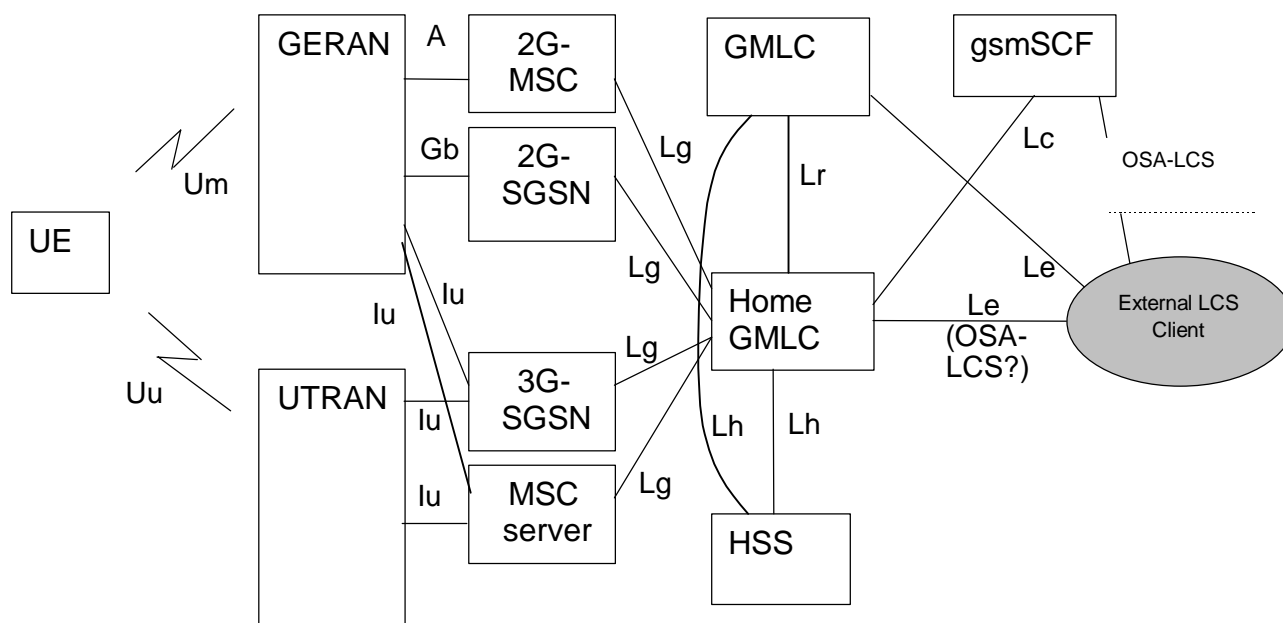 GERAN
A
2G-
MSC
GMLC
gsmSCF
Gb
2G-
SGSN
Lg
Lc
OSA-LCS
Um
Lr
UE
Lg
Le
Iu
Iu
Home
GMLC
Le
(OSA-
LCS?)
External LCS
Client
Uu
UTRAN
Iu
3G-
SGSN
Lg
Lh
Lh
Iu
MSC
server
Lg
HSS